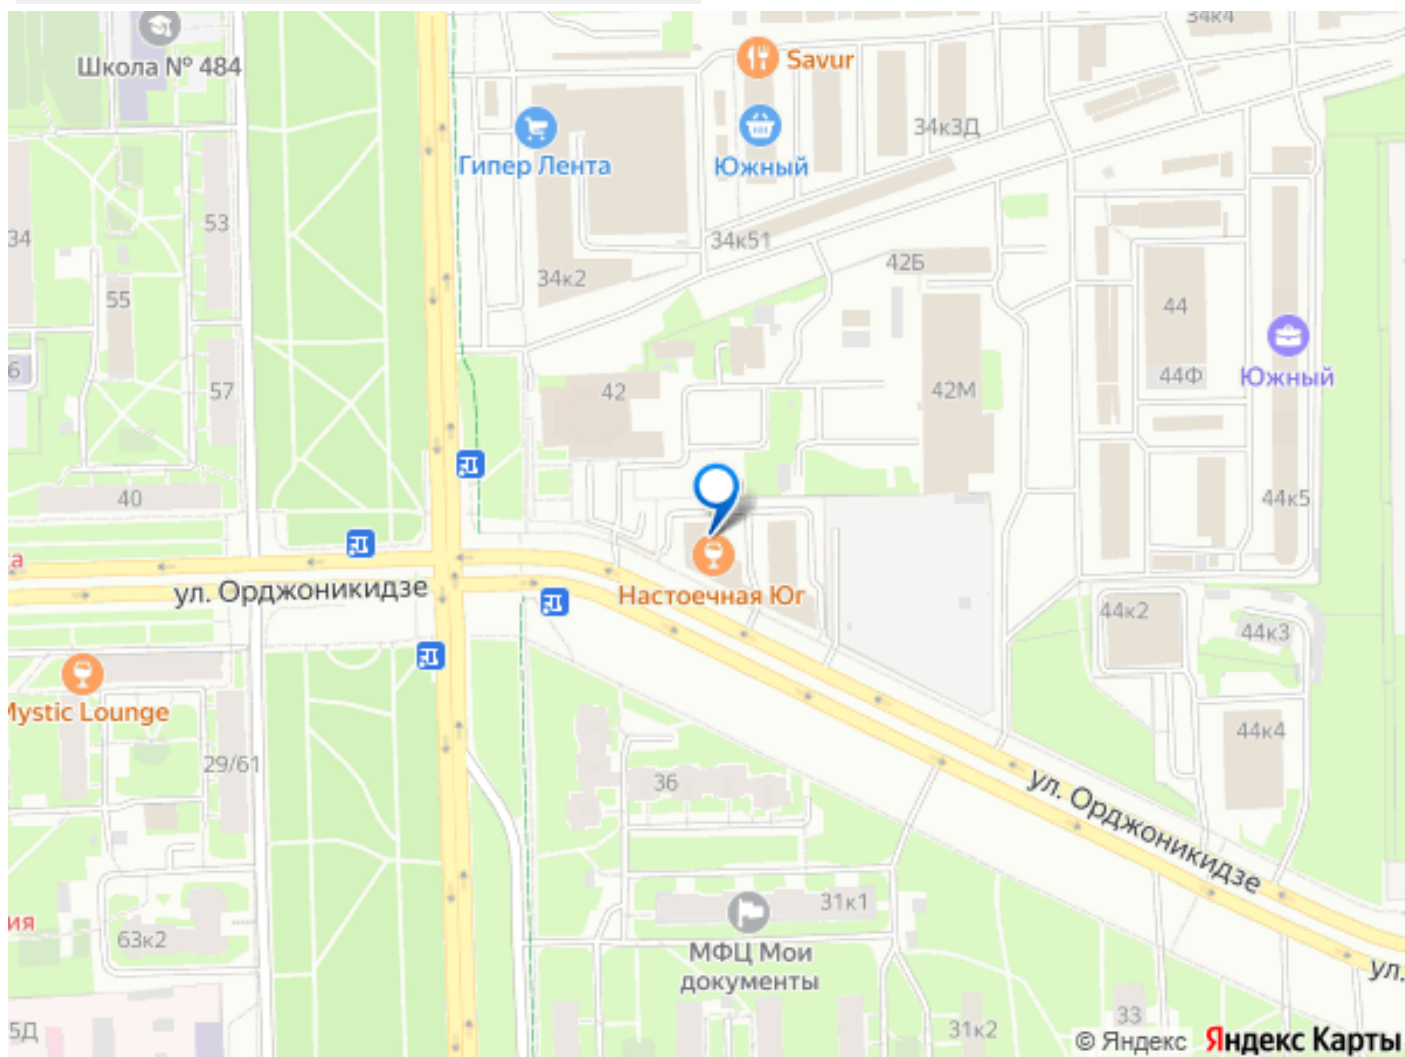 34к4
Школа № 484
Savur
34к3Д
Гипер Лента
Южный
53
34
34к51
42Б
34к2
55
44
6
57
42
42М
44Ф
Южный
40
44к5
а
ул. Орджоникидзе
Настоечная Юг
44к2
44к3
Mystic Lounge
44к4
29/61
36
ул. Орджоникидзе
31к1
ия
63к2
МФЦ Мои
документы
ул.
5Д
31к2
33
© Яндекс
Яндекс Карты